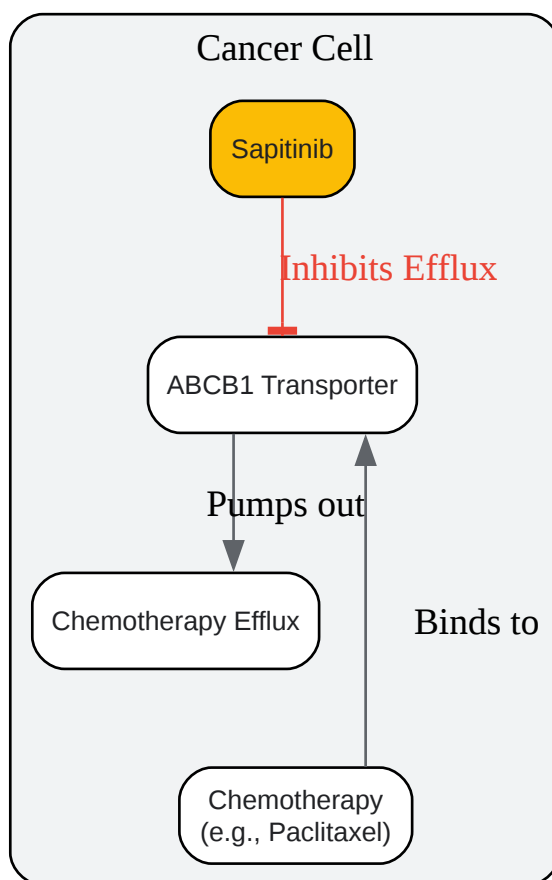 Cancer Cell
Sapitinib
Inhibits Efflux
ABCB1 Transporter
Pumps out
Chemotherapy Efflux
Binds to
Chemotherapy
(e.g., Paclitaxel)